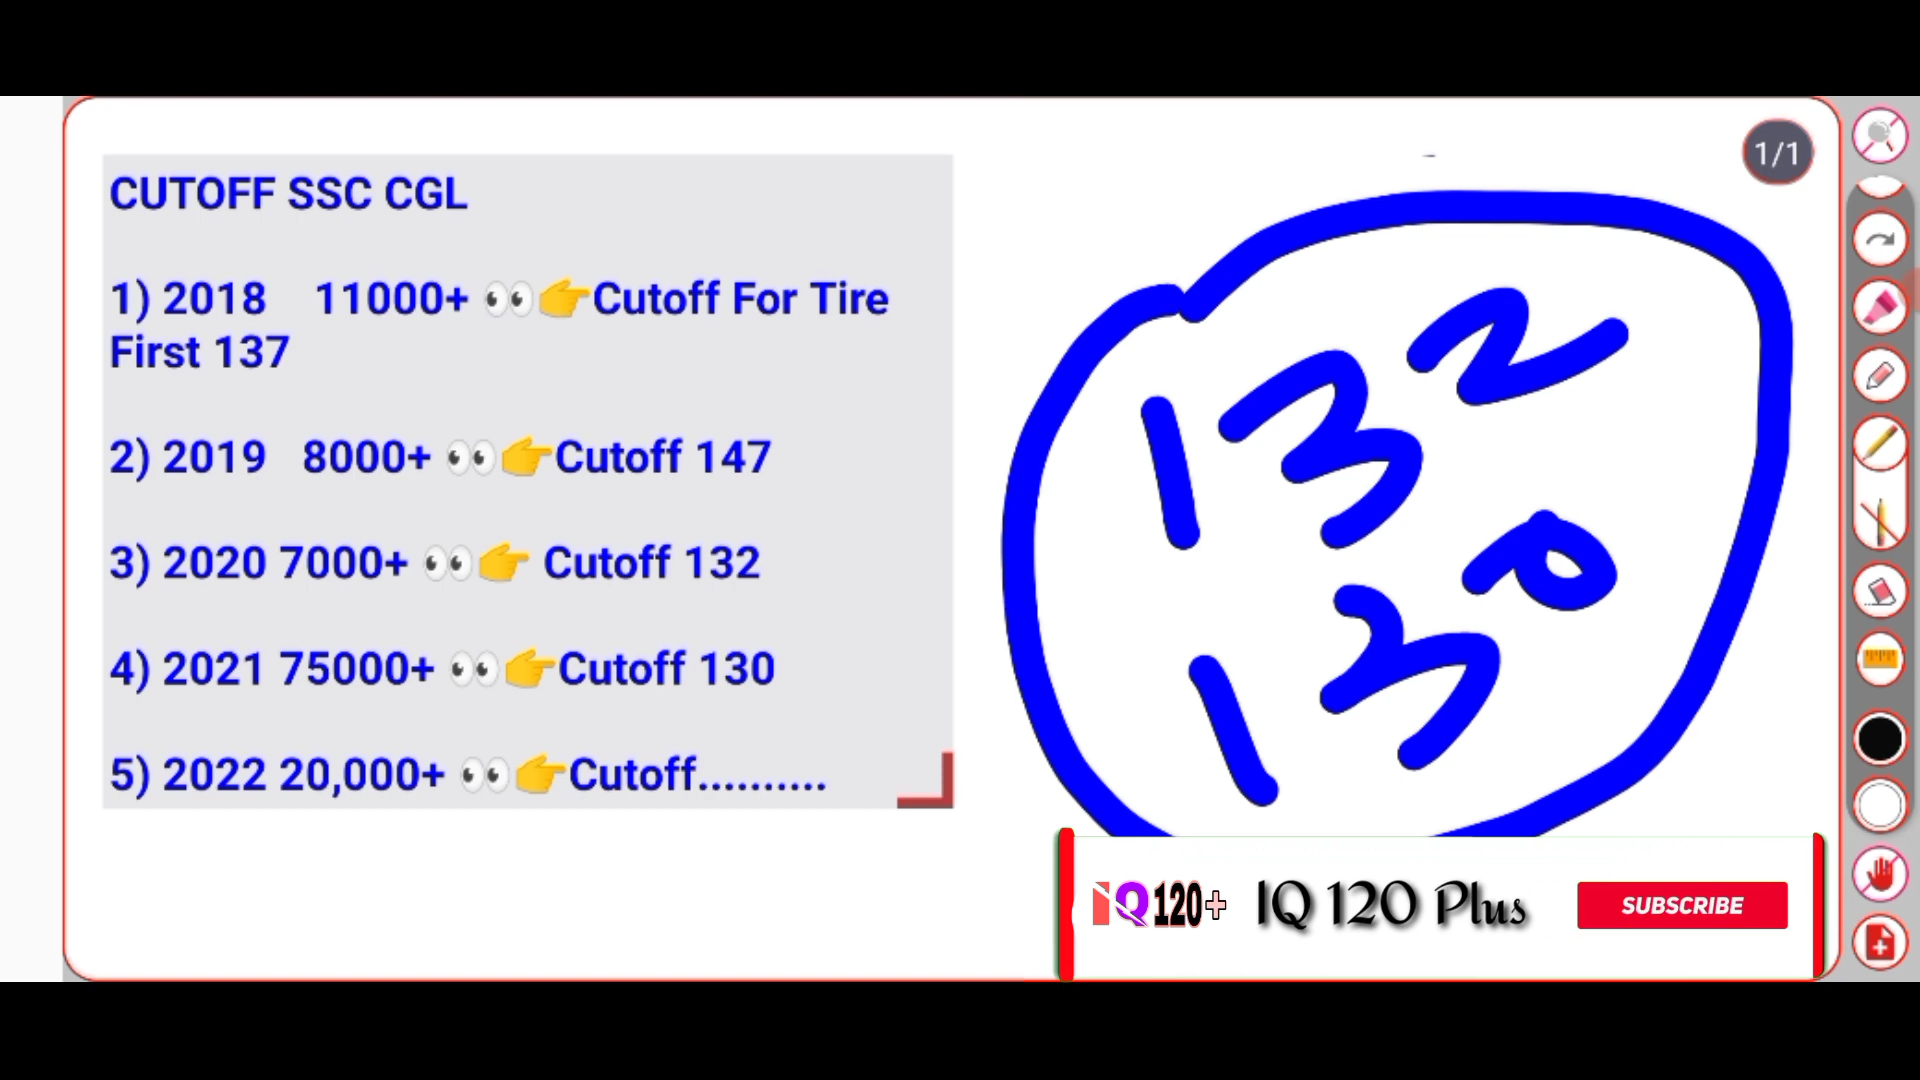 CUTOFF SSC CGL
1) 2018 11000+ 👀👉Cutoff For Tire
First 137
2) 2019 8000+ 👀👉Cutoff 147
3) 2020 7000+ 👀👉 Cutoff 132
4) 2021 75000+ 👀👉Cutoff 130
5) 2022 20,000+ 👀👉Cutoff..........
1/1
132
130
iQ120+ IQ 120 Plus SUBSCRIBE